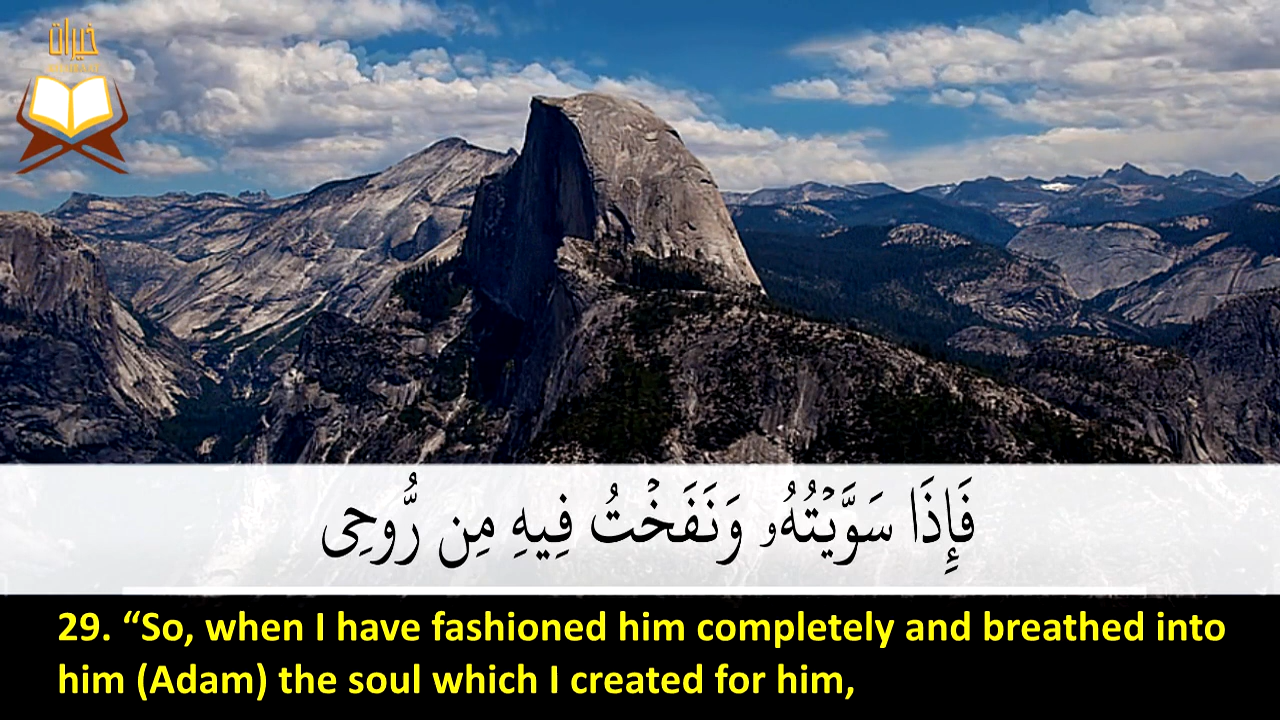 خيرات
فَإِذَا سَوَّيْتُهُۥ وَنَفَخْتُ فِيهِ مِن رُّوحِى
29. “So, when I have fashioned him completely and breathed into
him (Adam) the soul which I created for him,